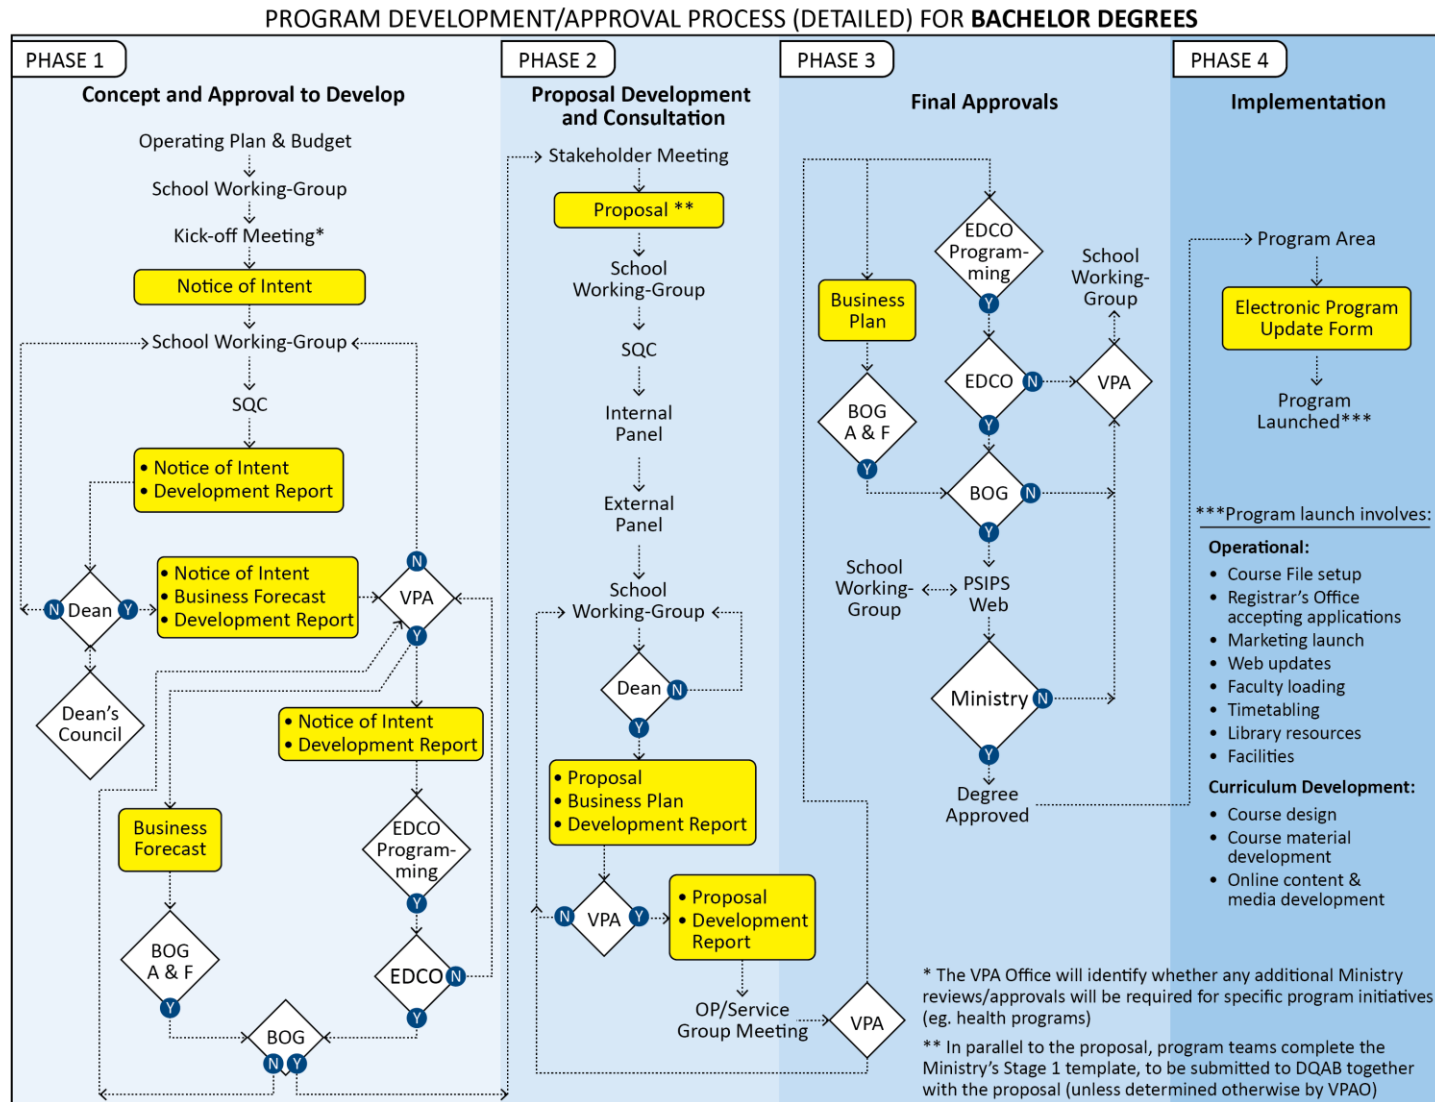 PROGRAM DEVELOPMENT/APPROVAL PROCESS (DETAILED) FOR BACHELOR DEGREES
PHASE 1
Concept and Approval to Develop
Operating Plan & Budget
School Working-Group
Kick-off Meeting*
Notice of Intent
School Working-Group
SQC
• Notice of Intent
• Development Report
N
Dean
Y
• Notice of Intent
• Business Forecast
• Development Report
N
VPA
Y
Dean's
Council
• Notice of Intent
• Development Report
Business
Forecast
EDCO
Program-
ming
Y
BOG
A & F
Y
EDCO
N
Y
BOG
N
Y
PHASE 2
Proposal Development
and Consultation
Stakeholder Meeting
Proposal **
School
Working-Group
SQC
Internal
Panel
External
Panel
School
Working-Group
Dean
N
Y
• Proposal
• Business Plan
• Development Report
N
VPA
Y
• Proposal
• Development
Report
OP/Service
Group Meeting
VPA
PHASE 3
Final Approvals
EDCO
Program-
ming
Y
Business
Plan
School
Working-
Group
EDCO
N
Y
VPA
BOG
A & F
Y
BOG
N
Y
School
Working-
Group
PSIPS
Web
Ministry
N
Y
Degree
Approved
PHASE 4
Implementation
Program Area
Electronic Program
Update Form
Program
Launched***
***Program launch involves:
Operational:
• Course File setup
• Registrar's Office
accepting applications
• Marketing launch
• Web updates
• Faculty loading
• Timetabling
• Library resources
• Facilities
Curriculum Development:
• Course design
• Course material
development
• Online content &
media development
* The VPA Office will identify whether any additional Ministry
reviews/approvals will be required for specific program initiatives
(eg. health programs)
** In parallel to the proposal, program teams complete the
Ministry's Stage 1 template, to be submitted to DQAB together
with the proposal (unless determined otherwise by VPAO)